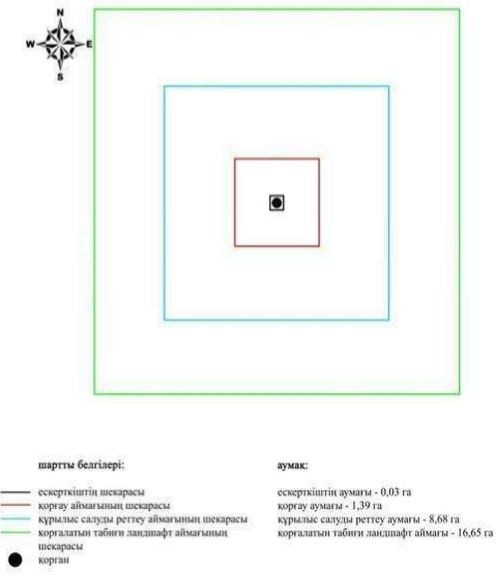 N
W
E
S
шартты белгілері:
аумақ:
ескерткіштің шекарасы
ескерткіштің аумағы - 0,03 га
қорғау аймағының шекарасы
қорғау аумағы - 1,39 га
құрылыс салуды реттеу аймағының шекарасы
құрылыс салуды реттеу аумағы - 8,68 га
қорғалатын табиғи ландшафт аймағының
қорғалатын табиғи ландшафт аймағы - 16,65 га
шекарасы
қорған